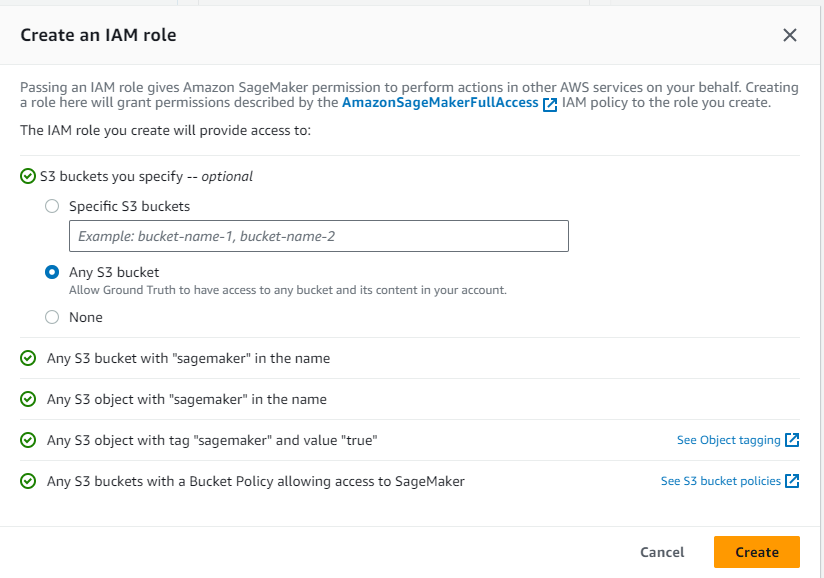 Create an IAM role
Passing an IAM role gives Amazon SageMaker permission to perform actions in other AWS services on your behalf. Creating
a role here will grant permissions described by the AmazonSageMakerFullAccess IAM policy to the role you create.
The IAM role you create will provide access to:
S3 buckets you specify -- optional
Specific S3 buckets
Example: bucket-name-1, bucket-name-2
Any S3 bucket
Allow Ground Truth to have access to any bucket and its content in your account.
None
Any S3 bucket with "sagemaker" in the name
Any S3 object with "sagemaker" in the name
Any S3 object with tag "sagemaker" and value "true" See Object tagging
Any S3 buckets with a Bucket Policy allowing access to SageMaker See S3 bucket policies
Cancel Create